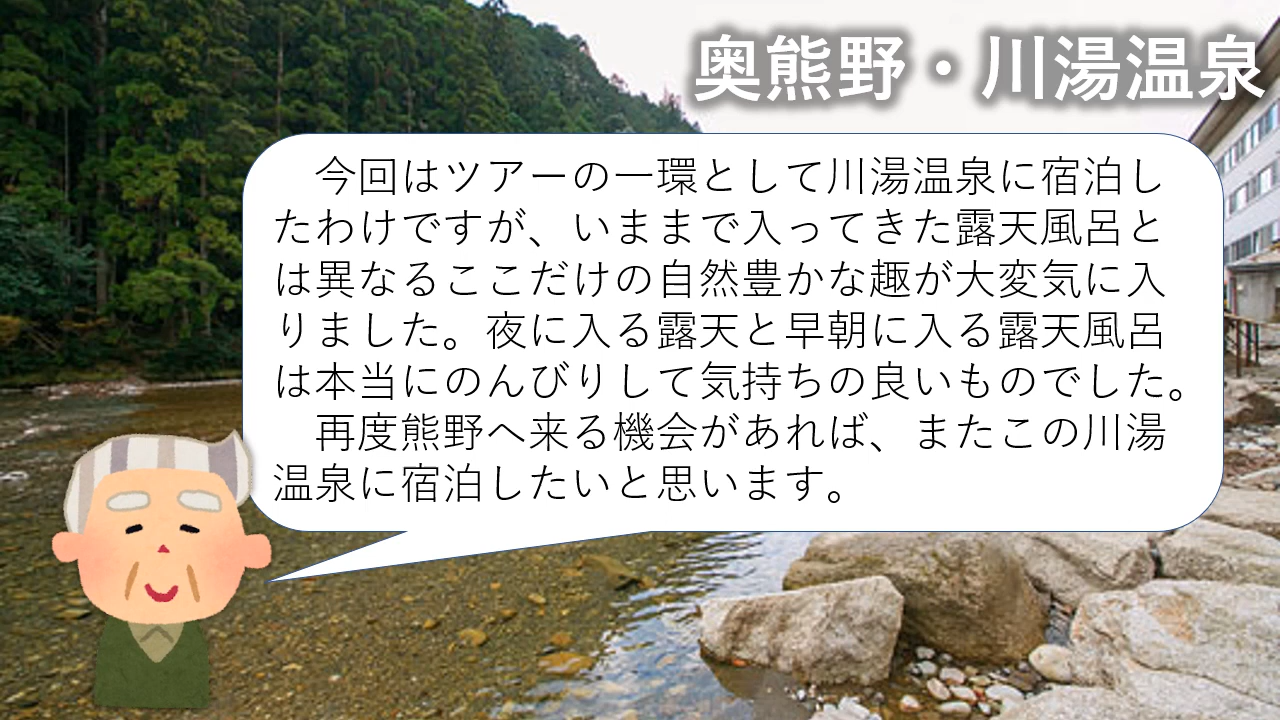 奥熊野・川湯温泉
　今回はツアーの一環として川湯温泉に宿泊し
たわけですが、いままで入ってきた露天風呂と
は異なるここだけの自然豊かな趣が大変気に入
りました。夜に入る露天と早朝に入る露天風呂
は本当にのんびりして気持ちの良いものでした。
　再度熊野へ来る機会があれば、またこの川湯
温泉に宿泊したいと思います。